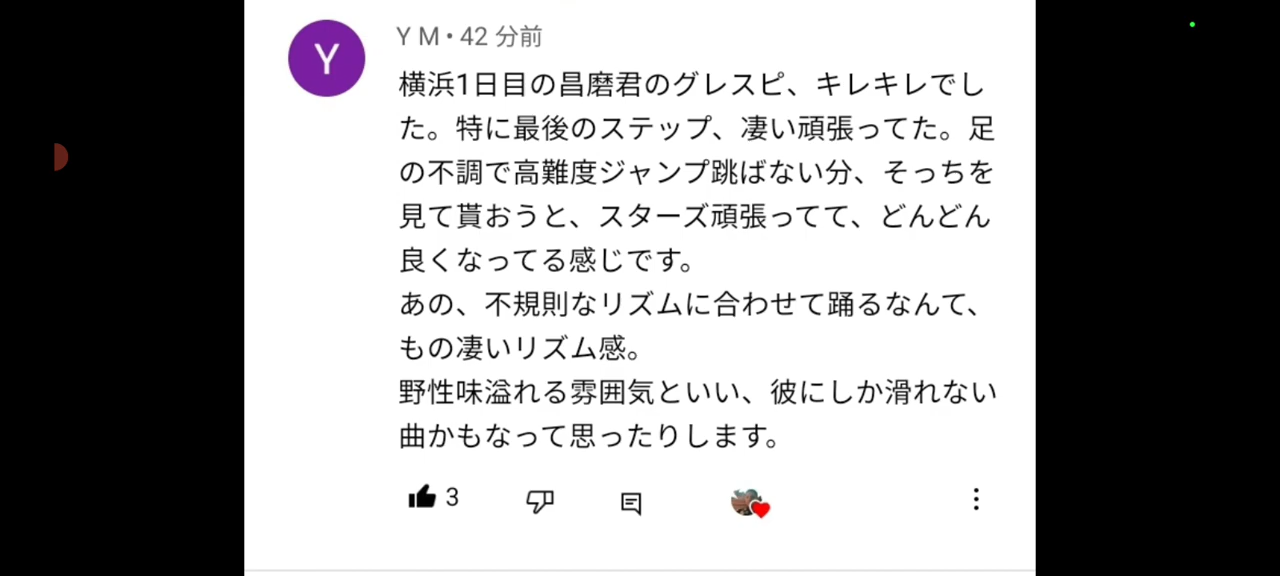 Y
Y M • 42 分前
横浜1日目の昌磨君のグレスピ、キレキレでし
た。特に最後のステップ、凄い頑張ってた。足
の不調で高難度ジャンプ跳ばない分、そっちを
見て貰おうと、スターズ頑張ってて、どんどん
良くなってる感じです。
あの、不規則なリズムに合わせて踊るなんて、
もの凄いリズム感。
野性味溢れる雰囲気といい、彼にしか滑れない
曲かもなって思ったりします。
3